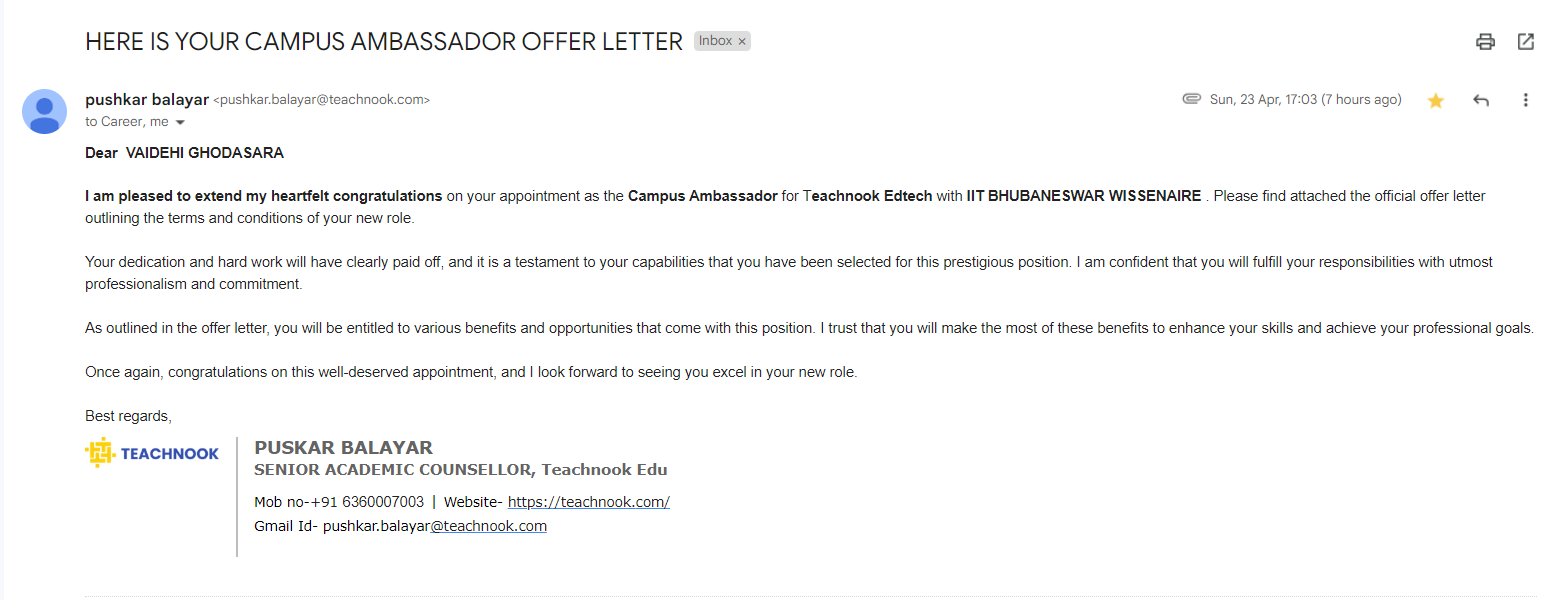 HERE IS YOUR CAMPUS AMBASSADOR OFFER LETTER Inbox ×
pushkar balayar <pushkar.balayar@teachnook.com> Sun, 23 Apr, 17:03 (7 hours ago)
to Career, me
Dear VAIDEHI GHODASARA
I am pleased to extend my heartfelt congratulations on your appointment as the Campus Ambassador for Teachnook Edtech with IIT BHUBANESWAR WISSENAIRE . Please find attached the official offer letter
outlining the terms and conditions of your new role.
Your dedication and hard work will have clearly paid off, and it is a testament to your capabilities that you have been selected for this prestigious position. I am confident that you will fulfill your responsibilities with utmost
professionalism and commitment.
As outlined in the offer letter, you will be entitled to various benefits and opportunities that come with this position. I trust that you will make the most of these benefits to enhance your skills and achieve your professional goals.
Once again, congratulations on this well-deserved appointment, and I look forward to seeing you excel in your new role.
Best regards,
TEACHNOOK
PUSKAR BALAYAR
SENIOR ACADEMIC COUNSELLOR, Teachnook Edu
Mob no-+91 6360007003 | Website- https://teachnook.com/
Gmail Id- pushkar.balayar@teachnook.com